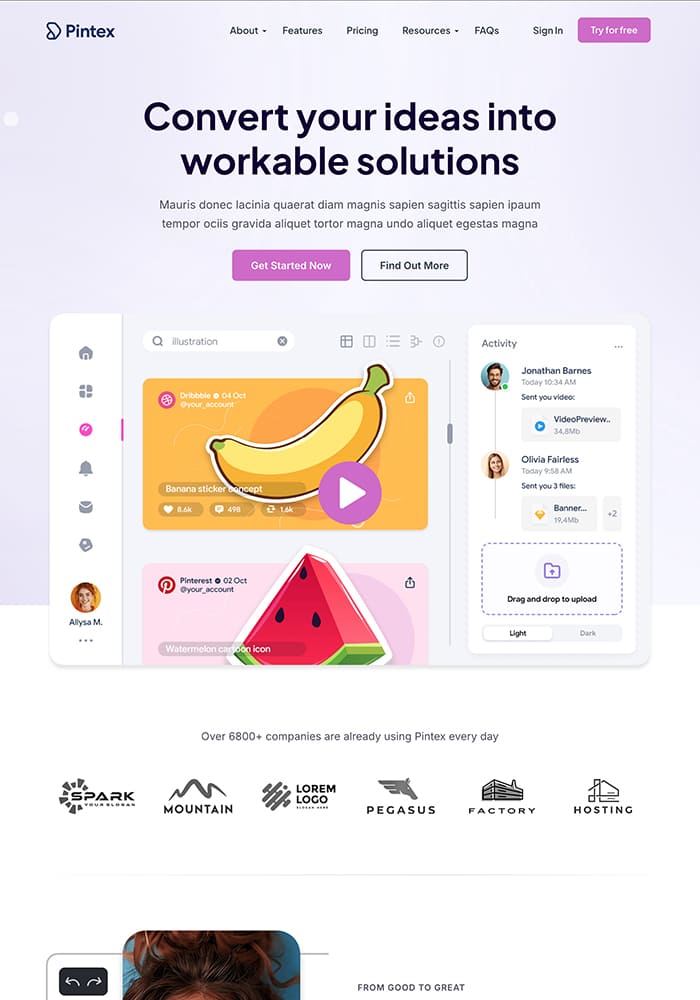 Pintex
About
Features
Pricing
Resources
FAQs
Sign In
Try for free
Convert your ideas into
workable solutions
Mauris donec lacinia quaerat diam magnis sapien sagittis sapien ipsum
tempor ociis gravida aliquet tortor magna undo aliquet egestas magna
Get Started Now
Find Out More
illustration
Dribbble 04 Oct
@your_account
Banana sticker concept
8.6k
498
1.6k
Pinterest 02 Oct
@your_account
Watermelon cartoon icon
Allysa M.
Activity
Jonathan Barnes
Today 10:34 AM
Sent you video:
VideoPreview..
34,8Mb
Olivia Fairless
Today 9:58 AM
Sent you 3 files:
Banner...
19,4Mb
+2
Drag and drop to upload
Light
Dark
Over 6800+ companies are already using Pintex every day
SPARK
YOUR SLOGAN
MOUNTAIN
LOREM
LOGO
SLOGAN HERE
PEGASUS
FACTORY
HOSTING
FROM GOOD TO GREAT